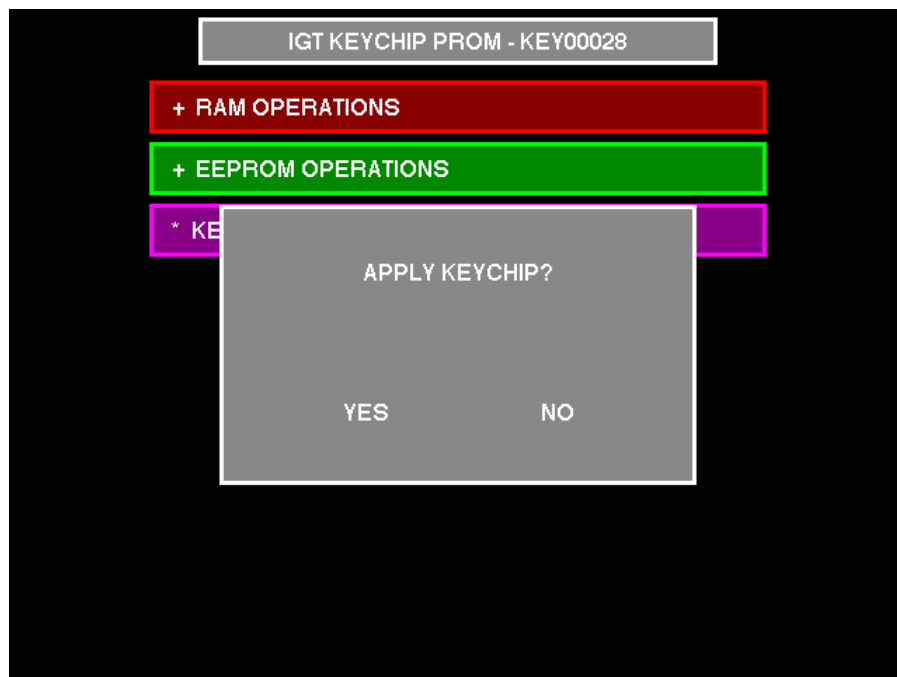 IGT KEYCHIP PROM - KEY00028
+ RAM OPERATIONS
+ EEPROM OPERATIONS
* KE
APPLY KEYCHIP?
YES NO